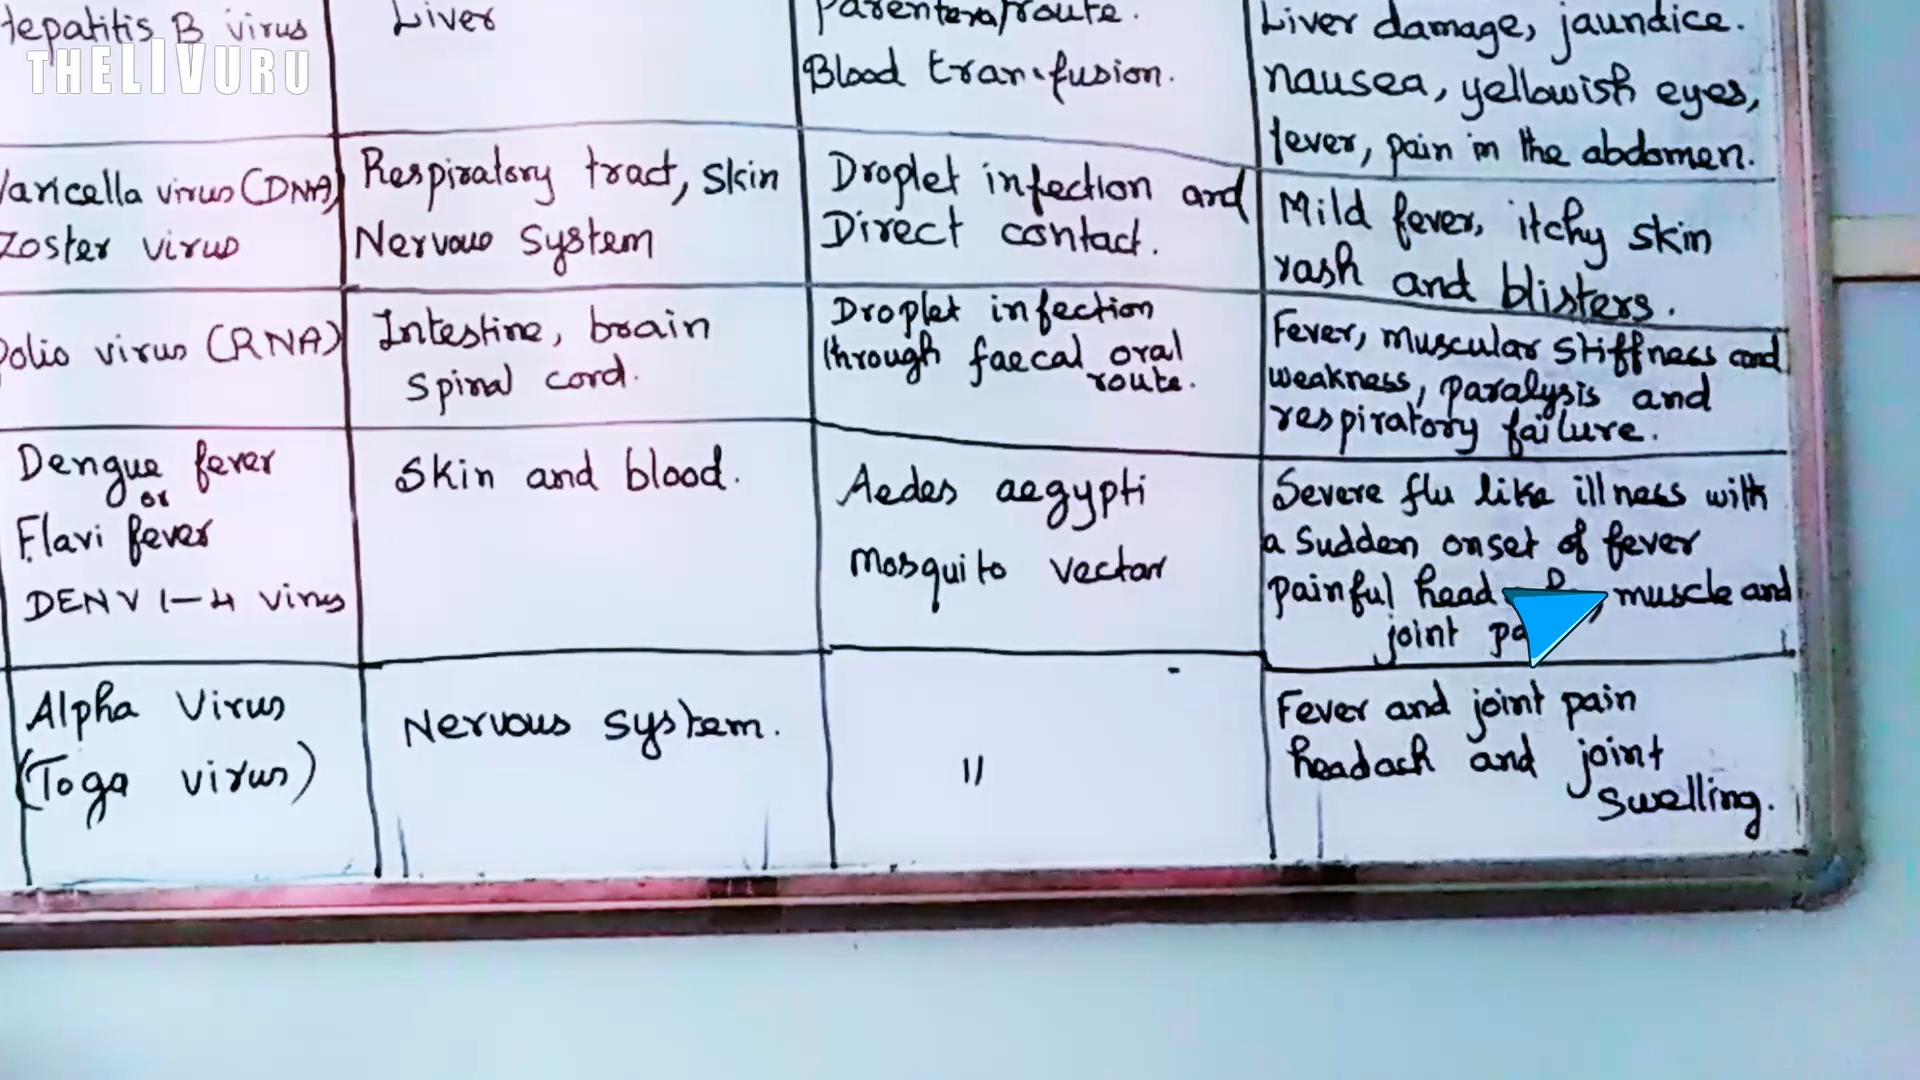 Hepatitis B virus
Liver
Parenteral route.
Blood transfusion.
Liver damage, jaundice.
nausea, yellowish eyes,
fever, pain in the abdomen.
THELIVURU
Varicella virus (DNA)
Zoster virus
Respiratory tract, skin
Nervous system
Droplet infection and
Direct contact.
Mild fever, itchy skin
rash and blisters.
Polio virus (RNA)
Intestine, brain
spinal cord.
Droplet infection
through faecal oral
route.
Fever, muscular stiffness and
weakness, paralysis and
respiratory failure.
Dengue fever
or
Flavi fever
DENV 1-4 virus
Skin and blood.
Aedes aegypti
Mosquito vector
Severe flu like illness with
a Sudden onset of fever
painful head muscle and
joint
Alpha Virus
(Toga virus)
Nervous system.
〃
Fever and joint pain
headach and joint
swelling.